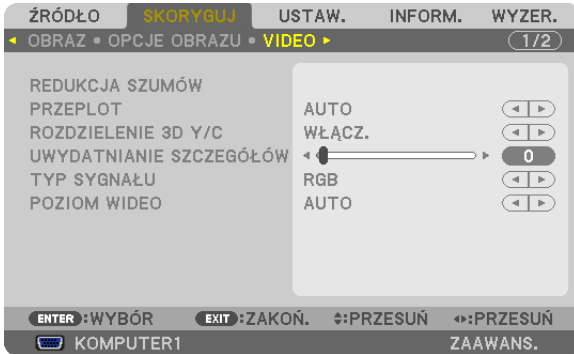 ŹRÓDŁO SKORYGUJ USTAW. INFORM. WYZER.
OBRAZ • OPCJE OBRAZU • VIDEO 1/2
REDUKCJA SZUMÓW
PRZEPLOT AUTO
ROZDZIELENIE 3D Y/C WŁĄCZ.
UWYDATNIANIE SZCZEGÓŁÓW 0
TYP SYGNAŁU RGB
POZIOM WIDEO AUTO
ENTER :WYBÓR EXIT :ZAKOŃ. :PRZESUŃ :PRZESUŃ
KOMPUTER1 ZAAWANS.